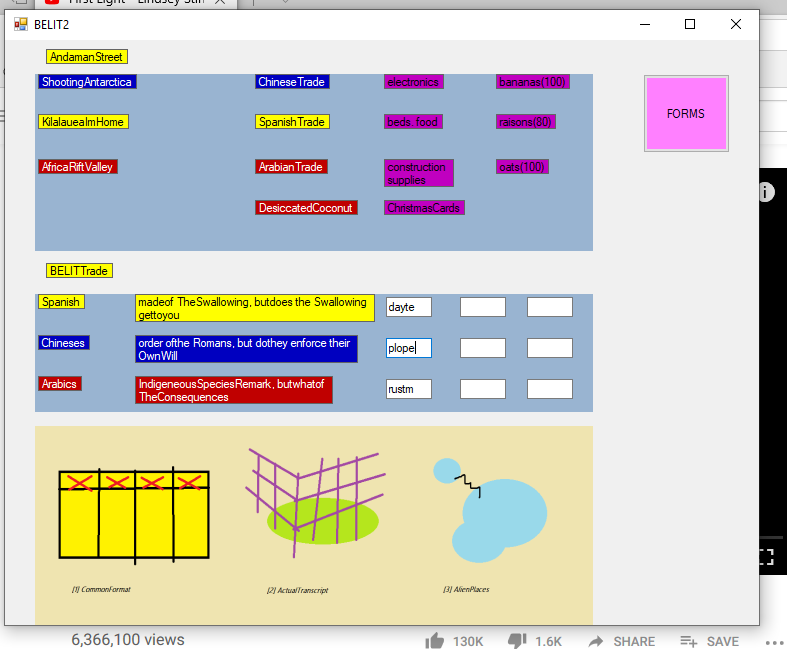 First Light - Lindsey Stirl
BELIT2
AndamanStreet
ShootingAntarctica
ChineseTrade
electronics
bananas(100)
FORMS
KilalaueaImHome
SpanishTrade
beds. food
raisons(80)
AfricaRiftValley
ArabianTrade
construction
supplies
oats(100)
DesiccatedCoconut
ChristmasCards
BELITTrade
Spanish
madeof TheSwallowing, butdoes the Swallowing
gettoyou
dayte
Chineses
order ofthe Romans, but dothey enforce their
OwnWill
plope
Arabics
IndigeneousSpeciesRemark, butwhatof
TheConsequences
rustm
[1] CommonFormat
[2] ActualTranscript
[3] AlienPlaces
6,366,100 views
130K
1.6K
SHARE
SAVE